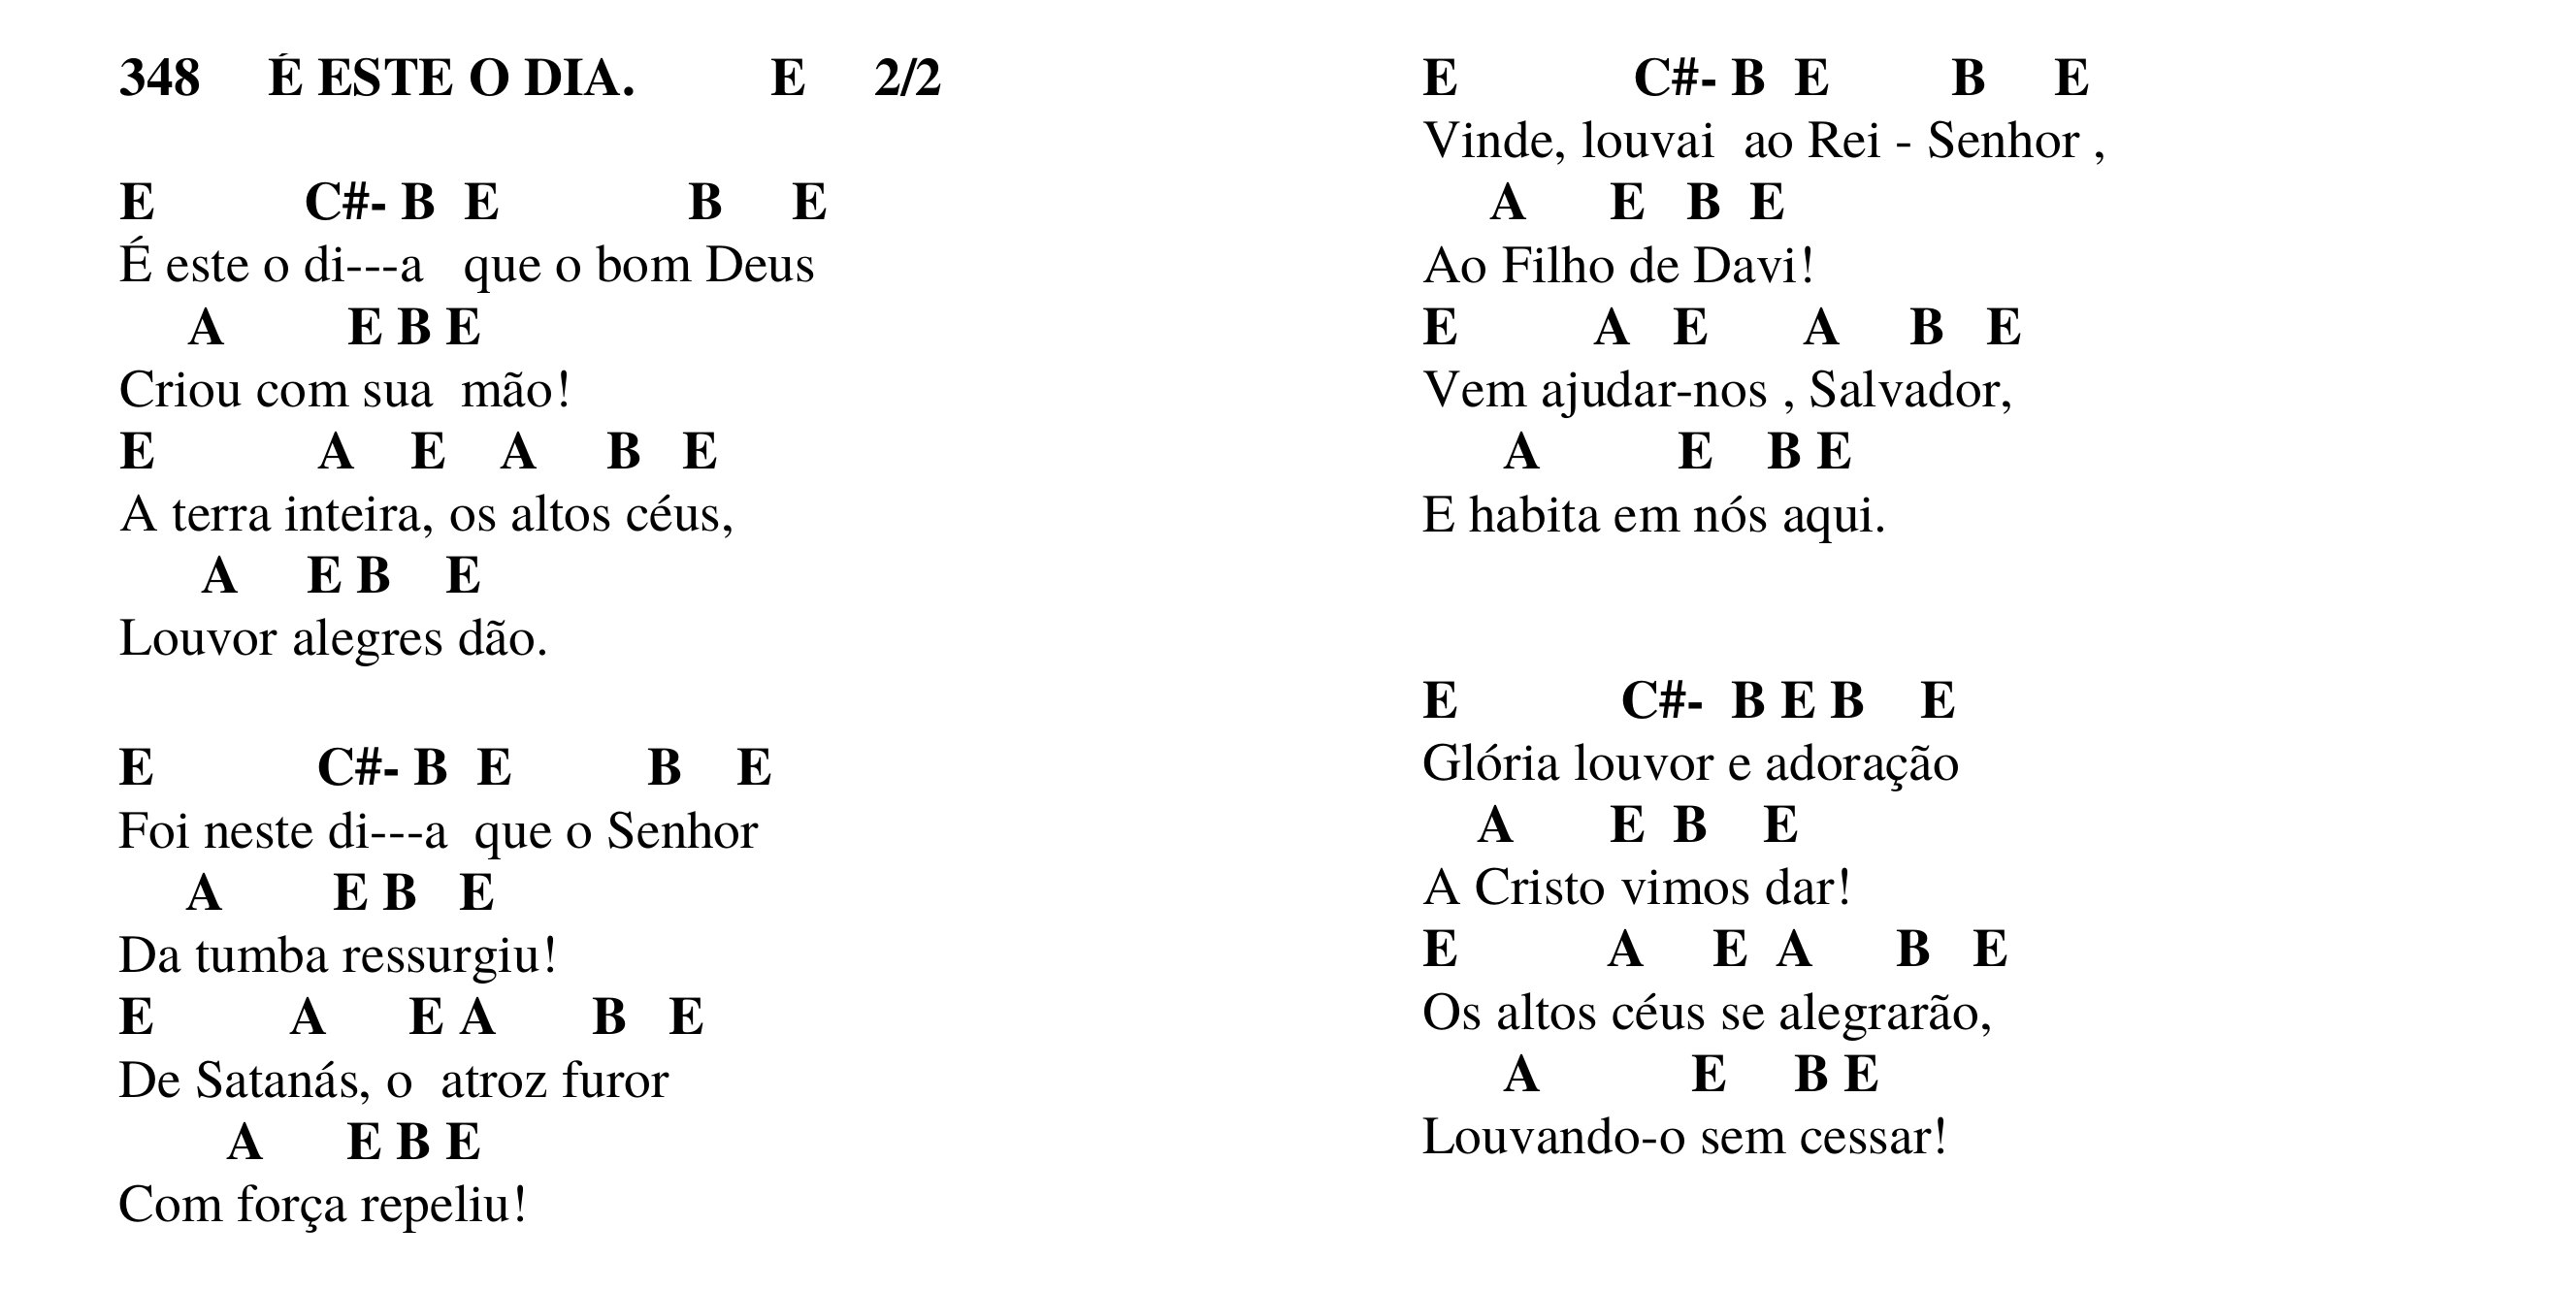 348 É ESTE O DIA. E 2/2
E C#- B E B E
É este o di---a que o bom Deus
A E B E
Criou com sua mão!
E A E A B E
A terra inteira, os altos céus,
A E B E
Louvor alegres dão.
E C#- B E B E
Foi neste di---a que o Senhor
A E B E
Da tumba ressurgiu!
E A E A B E
De Satanás, o atroz furor
A E B E
Com força repeliu!
E C#- B E B E
Vinde, louvai ao Rei - Senhor ,
A E B E
Ao Filho de Davi!
E A E A B E
Vem ajudar-nos , Salvador,
A E B E
E habita em nós aqui.
E C#- B E B E
Glória louvor e adoração
A E B E
A Cristo vimos dar!
E A E A B E
Os altos céus se alegrarão,
A E B E
Louvando-o sem cessar!